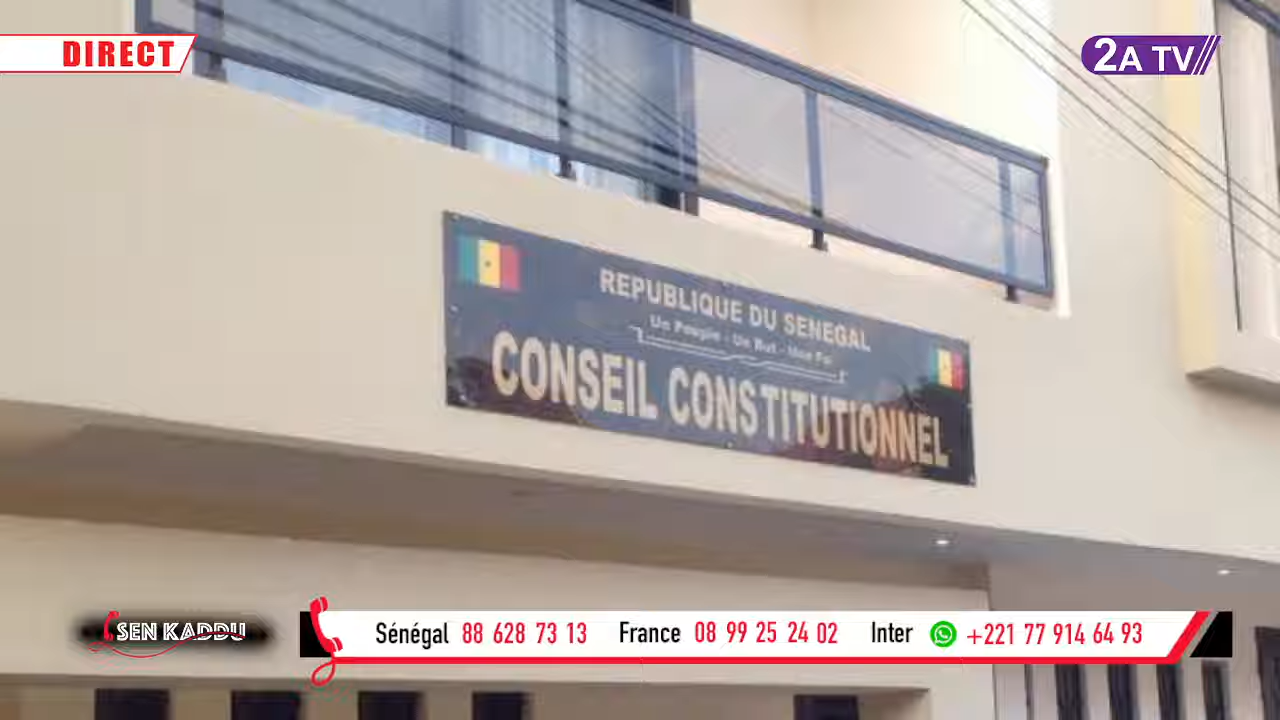 DIRECT
2A TV
REPUBLIQUE DU SENEGAL
Un Peuple - Un But - Une Foi
CONSEIL CONSTITUTIONNEL
SEN KADDU
Sénégal 88 628 73 13 France 08 99 25 24 02 Inter +221 77 914 64 93